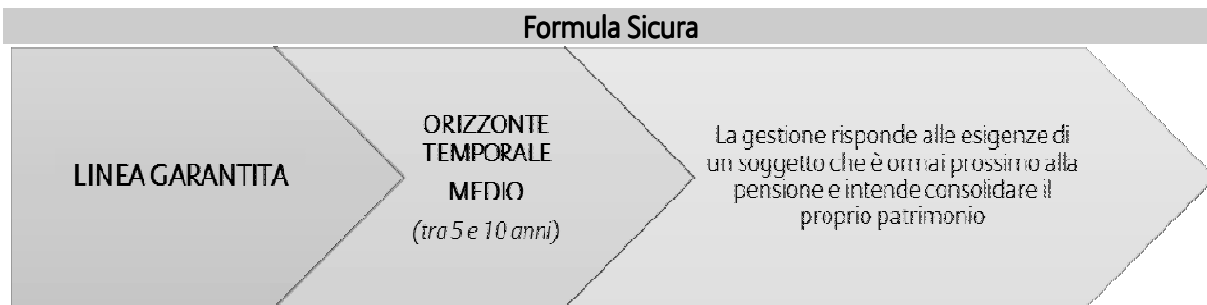 Formula Sicura
LINEA GARANTITA
ORIZZONTE
TEMPORALE
MEDIO
(tra 5 e 10 anni)
La gestione risponde alle esigenze di
un soggetto che è ormai prossimo alla
pensione e intende consolidare il
proprio patrimonio